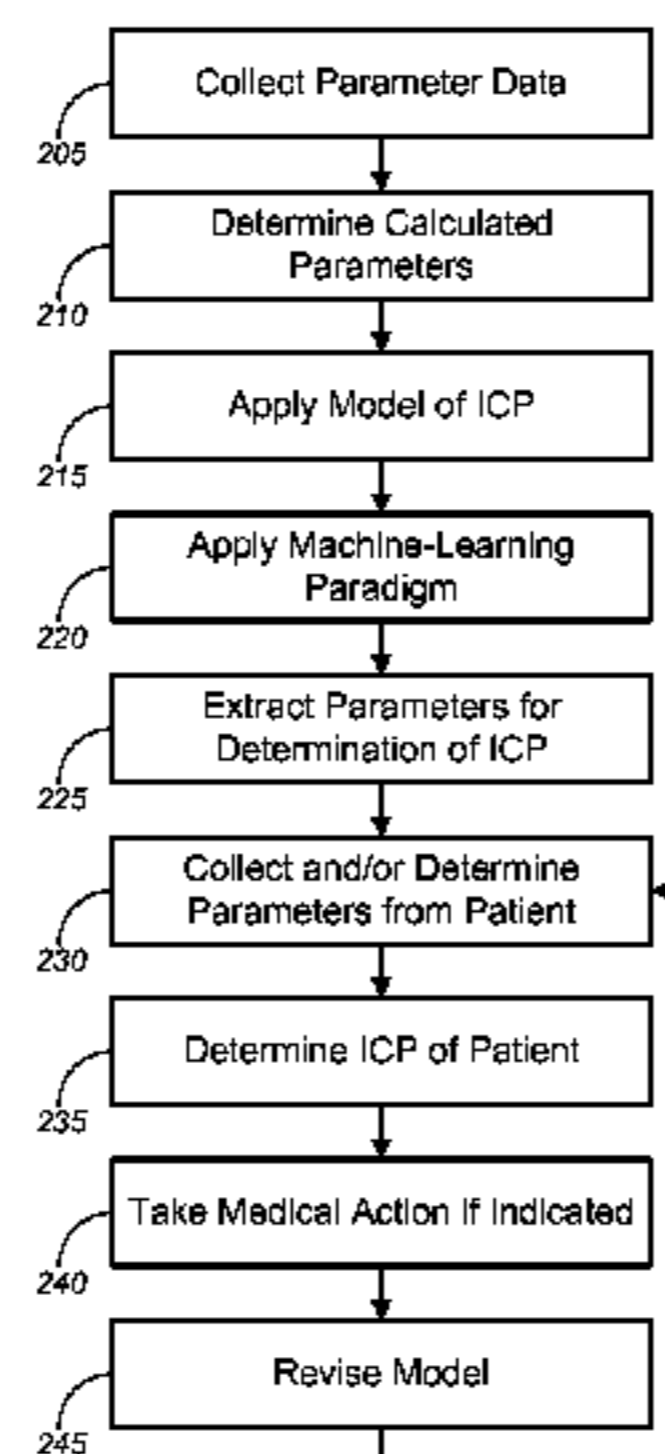 Collect Parameter Data
205
Determine Calculated
Parameters
210
Apply Model of ICP
215
Apply Machine-Learning
Paradigm
220
Extract Parameters for
Determination of ICP
225
Collect and/or Determine
Parameters from Patient
230
Determine ICP of Patient
235
Take Medical Action if Indicated
240
Revise Model
245